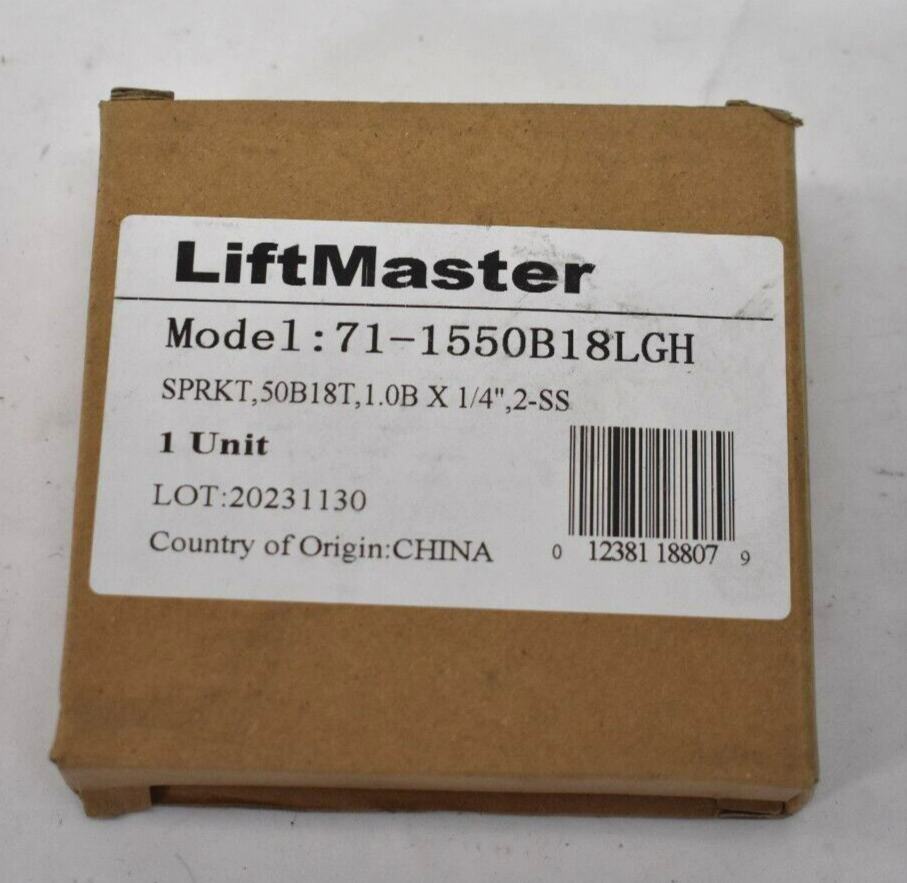 LiftMaster
Model:71-1550B18LGH
SPRKT,50B18T,1.0B X 1/4",2-SS
1 Unit
LOT:20231130
Country of Origin:CHINA
0 12381 18807 9